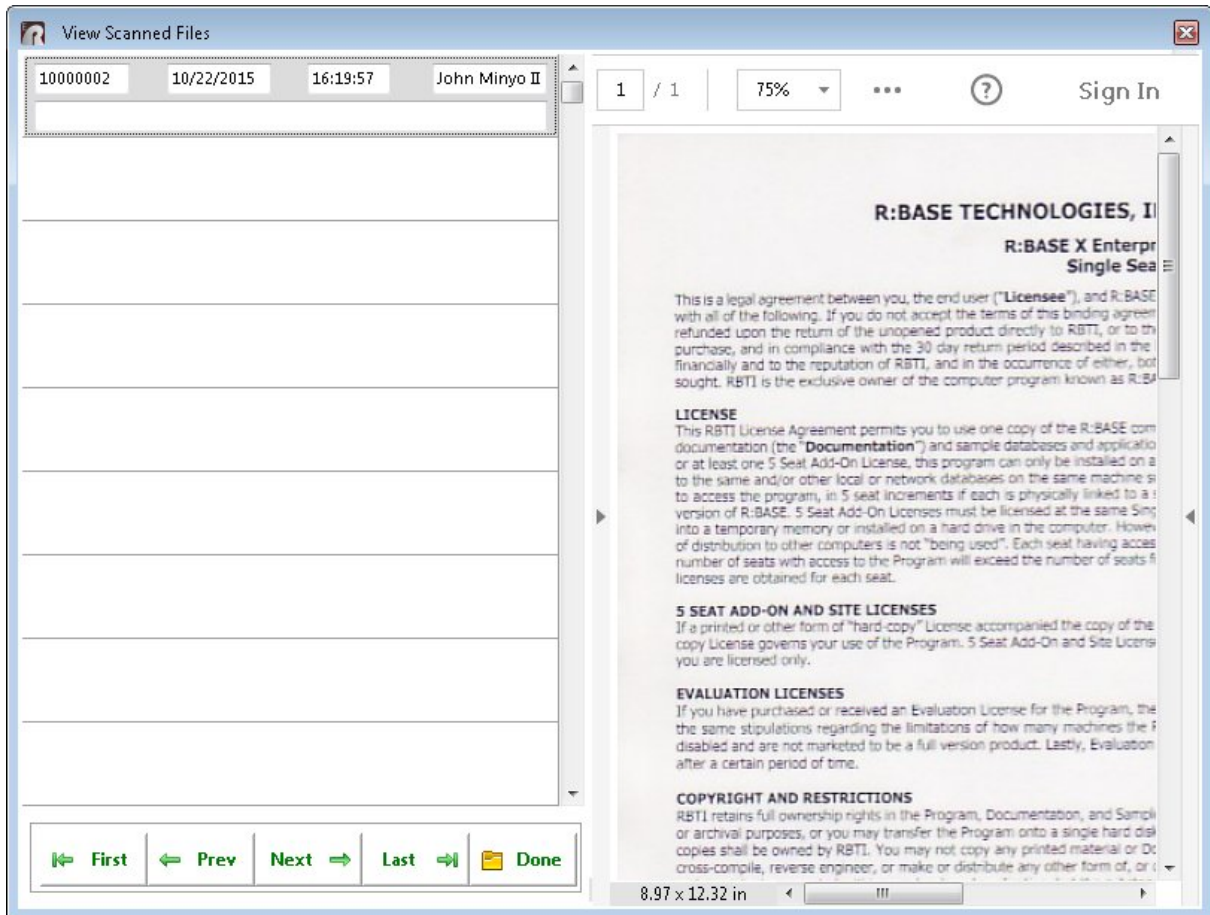 View Scanned Files
10000002 10/22/2015 16:19:57 John Minyo II
1 / 1 75% ••• ? Sign In
R:BASE TECHNOLOGIES, I
R:BASE X Enterpr
Single Sea
This is a legal agreement between you, the end user ("Licensee"), and R:BASE
with all of the following. If you do not accept the terms of this binding agreem
refunded upon the return of the unopened product directly to RBTI, or to th
purchase, and in compliance with the 30 day return period described in the
financially and to the reputation of RBTI, and in the occurrence of either, bot
sought. RBTI is the exclusive owner of the computer program known as R:BA
LICENSE
This RBTI License Agreement permits you to use one copy of the R:BASE com
documentation (the "Documentation") and sample databases and applicatio
or at least one 5 Seat Add-On License, this program can only be installed on a
to the same and/or other local or network databases on the same machine s
to access the program, in 5 seat increments if each is physically linked to a s
version of R:BASE. 5 Seat Add-On Licenses must be licensed at the same Sing
into a temporary memory or installed on a hard drive in the computer. Howev
of distribution to other computers is not "being used". Each seat having acces
number of seats with access to the Program will exceed the number of seats f
licenses are obtained for each seat.
5 SEAT ADD-ON AND SITE LICENSES
If a printed or other form of "hard-copy" License accompanied the copy of the
copy License governs your use of the Program. 5 Seat Add-On and Site Licens
you are licensed only.
EVALUATION LICENSES
If you have purchased or received an Evaluation License for the Program, the
the same stipulations regarding the limitations of how many machines the P
disabled and are not marketed to be a full version product. Lastly, Evaluation
after a certain period of time.
COPYRIGHT AND RESTRICTIONS
RBTI retains full ownership rights in the Program, Documentation, and Sampl
or archival purposes, or you may transfer the Program onto a single hard disk
copies shall be owned by RBTI. You may not copy any printed material or Do
cross-compile, reverse engineer, or make or distribute any other form of, or
First Prev Next Last Done
8.97 x 12.32 in